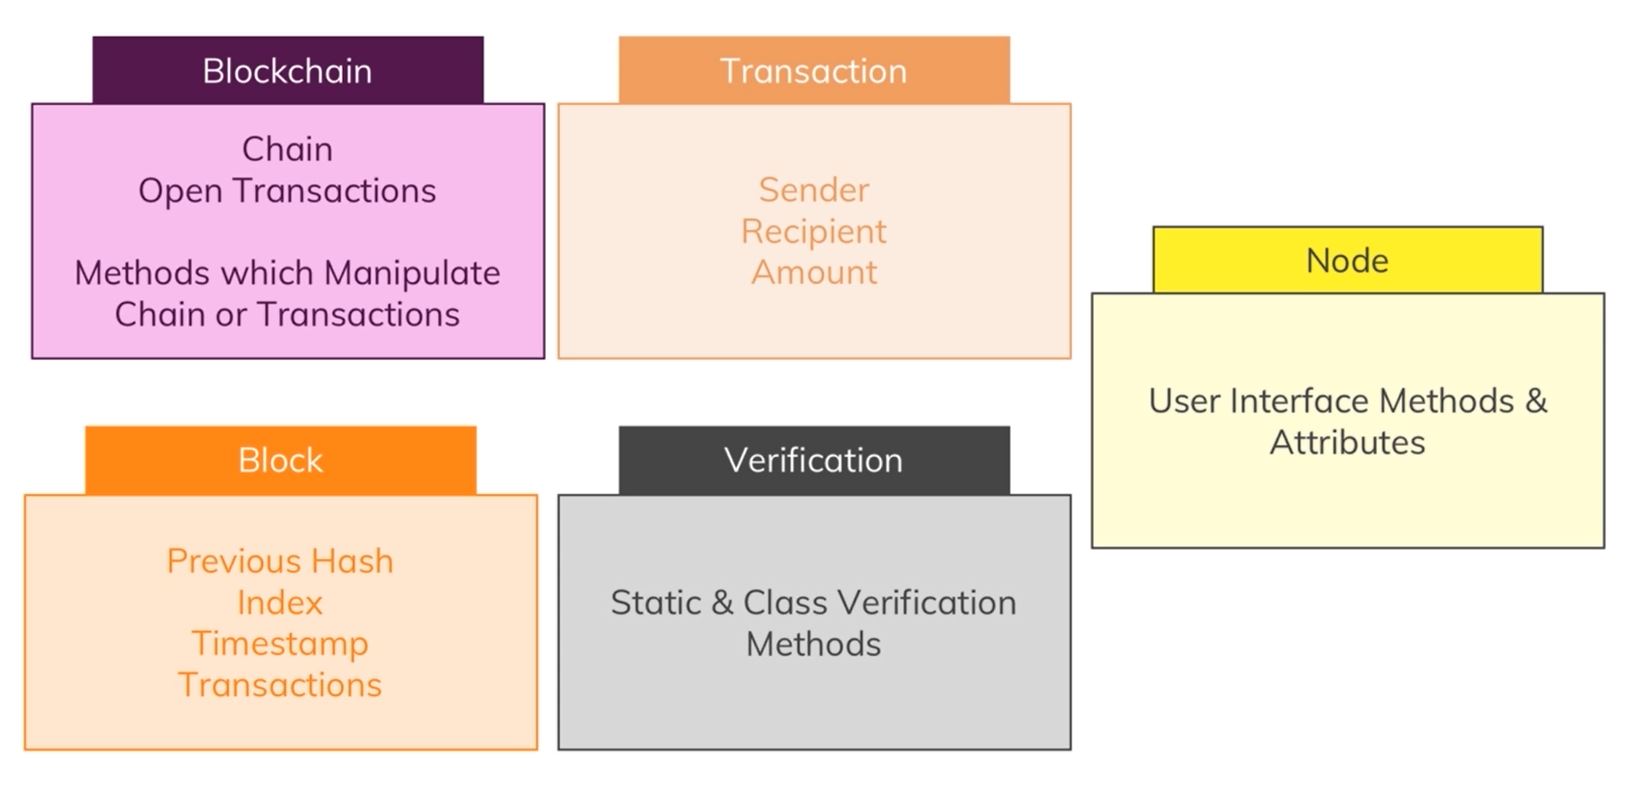 Blockchain
Chain
Open Transactions
Methods which Manipulate
Chain or Transactions
Transaction
Sender
Recipient
Amount
Node
User Interface Methods &
Attributes
Block
Previous Hash
Index
Timestamp
Transactions
Verification
Static & Class Verification
Methods